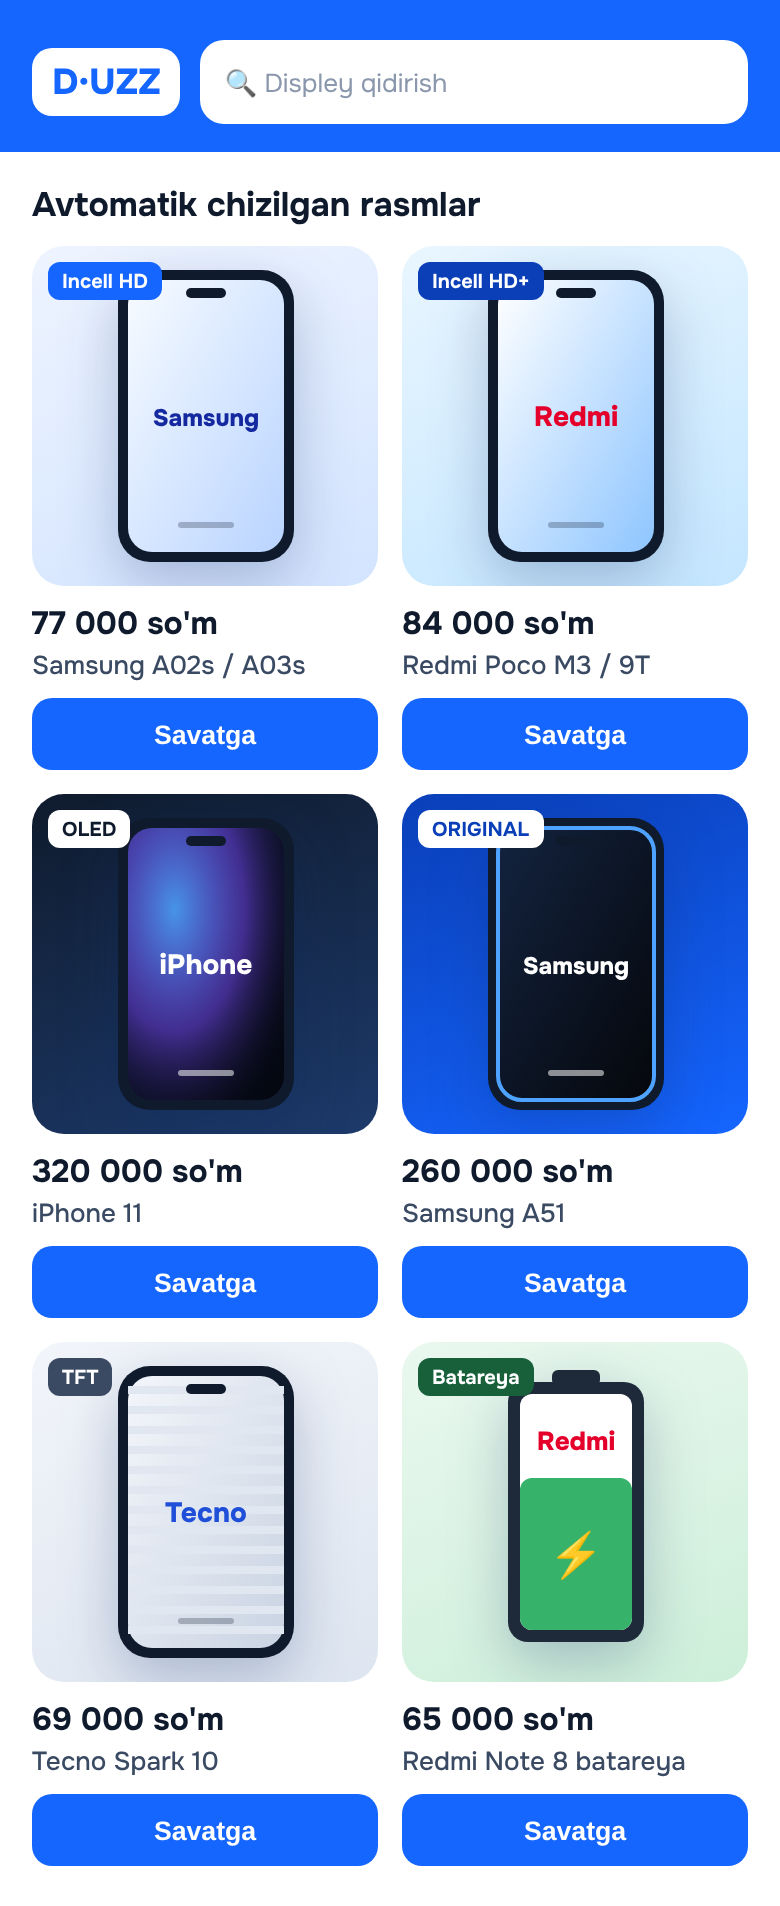 D·UZZ
🔍 Displey qidirish
Avtomatik chizilgan rasmlar
Incell HD
Samsung
77 000 so'm
Samsung A02s / A03s
Savatga
Incell HD+
Redmi
84 000 so'm
Redmi Poco M3 / 9T
Savatga
OLED
iPhone
320 000 so'm
iPhone 11
Savatga
ORIGINAL
Samsung
260 000 so'm
Samsung A51
Savatga
TFT
Tecno
69 000 so'm
Tecno Spark 10
Savatga
Batareya
Redmi
⚡
65 000 so'm
Redmi Note 8 batareya
Savatga